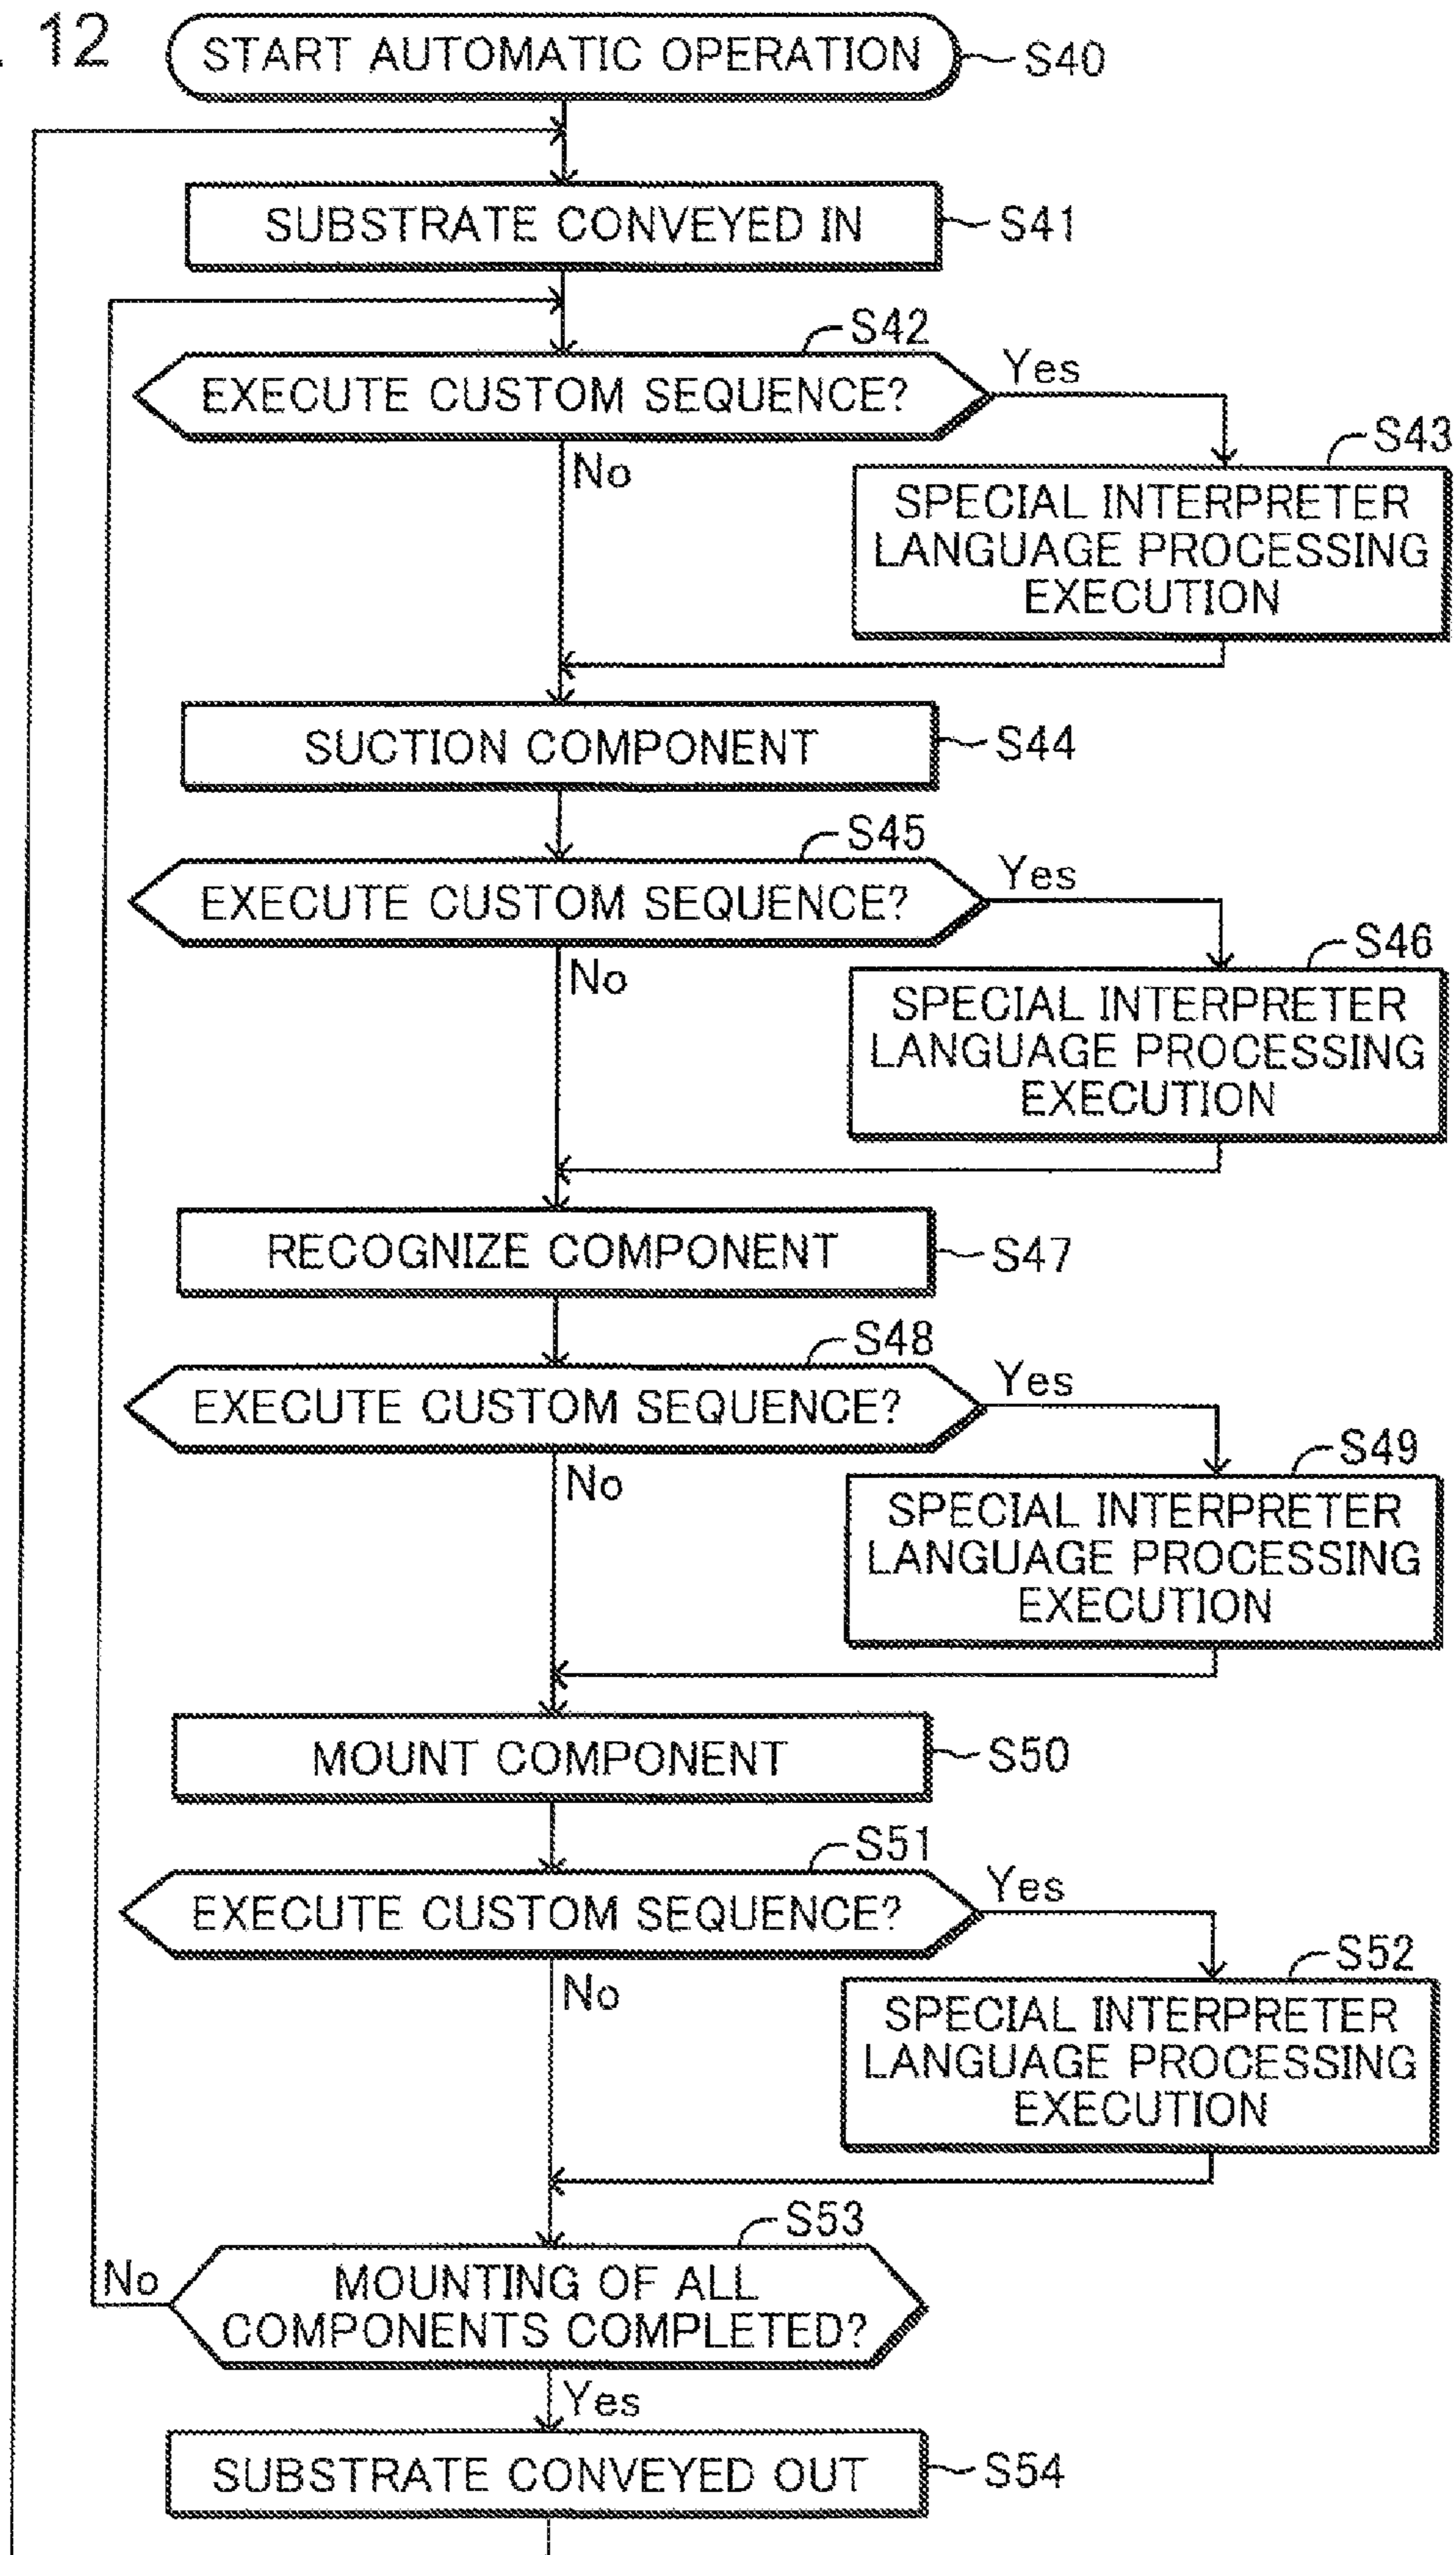 . 12
START AUTOMATIC OPERATION
S40
SUBSTRATE CONVEYED IN
S41
S42
EXECUTE CUSTOM SEQUENCE?
Yes
No
S43
SPECIAL INTERPRETER
LANGUAGE PROCESSING
EXECUTION
SUCTION COMPONENT
S44
S45
EXECUTE CUSTOM SEQUENCE?
Yes
No
S46
SPECIAL INTERPRETER
LANGUAGE PROCESSING
EXECUTION
RECOGNIZE COMPONENT
S47
S48
EXECUTE CUSTOM SEQUENCE?
Yes
No
S49
SPECIAL INTERPRETER
LANGUAGE PROCESSING
EXECUTION
MOUNT COMPONENT
S50
S51
EXECUTE CUSTOM SEQUENCE?
Yes
No
S52
SPECIAL INTERPRETER
LANGUAGE PROCESSING
EXECUTION
S53
No
MOUNTING OF ALL
COMPONENTS COMPLETED?
Yes
SUBSTRATE CONVEYED OUT
S54